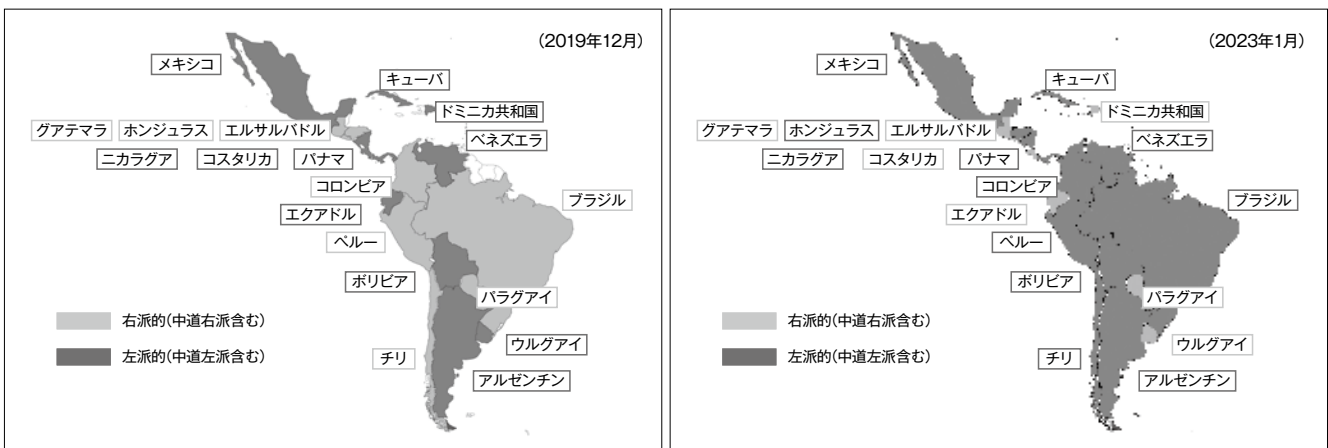 （2019年12月）
メキシコ
キューバ
ドミニカ共和国
グアテマラ
ホンジュラス
エルサルバドル
ベネズエラ
ニカラグア
コスタリカ
パナマ
コロンビア
ブラジル
エクアドル
ペルー
ボリビア
パラグアイ
右派的（中道右派含む）
ウルグアイ
左派的（中道左派含む）
チリ
アルゼンチン
（2023年1月）
メキシコ
キューバ
ドミニカ共和国
グアテマラ
ホンジュラス
エルサルバドル
ベネズエラ
ニカラグア
コスタリカ
パナマ
コロンビア
ブラジル
エクアドル
ペルー
ボリビア
パラグアイ
右派的（中道右派含む）
ウルグアイ
左派的（中道左派含む）
チリ
アルゼンチン